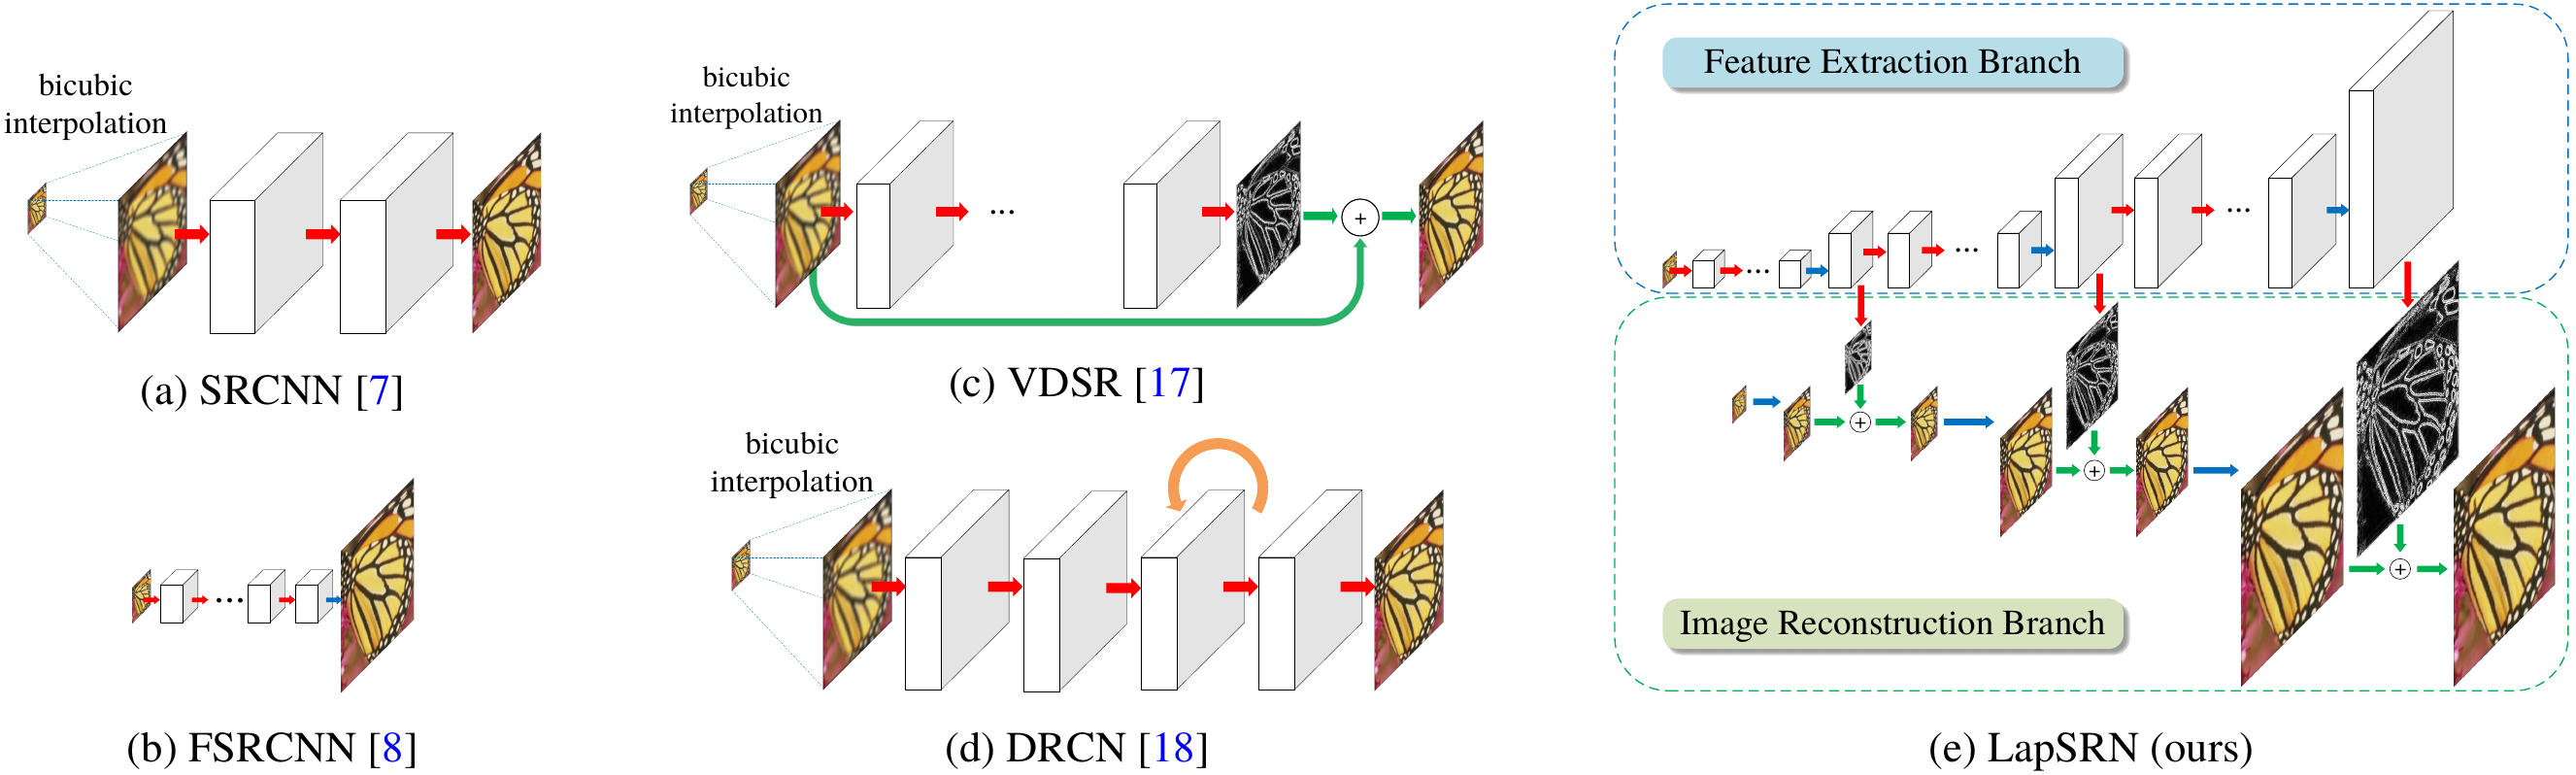 bicubic
interpolation
(a) SRCNN [7]
(b) FSRCNN [8]
bicubic
interpolation
...
+
(c) VDSR [17]
bicubic
interpolation
(d) DRCN [18]
Feature Extraction Branch
... ... ...
+ + +
Image Reconstruction Branch
(e) LapSRN (ours)